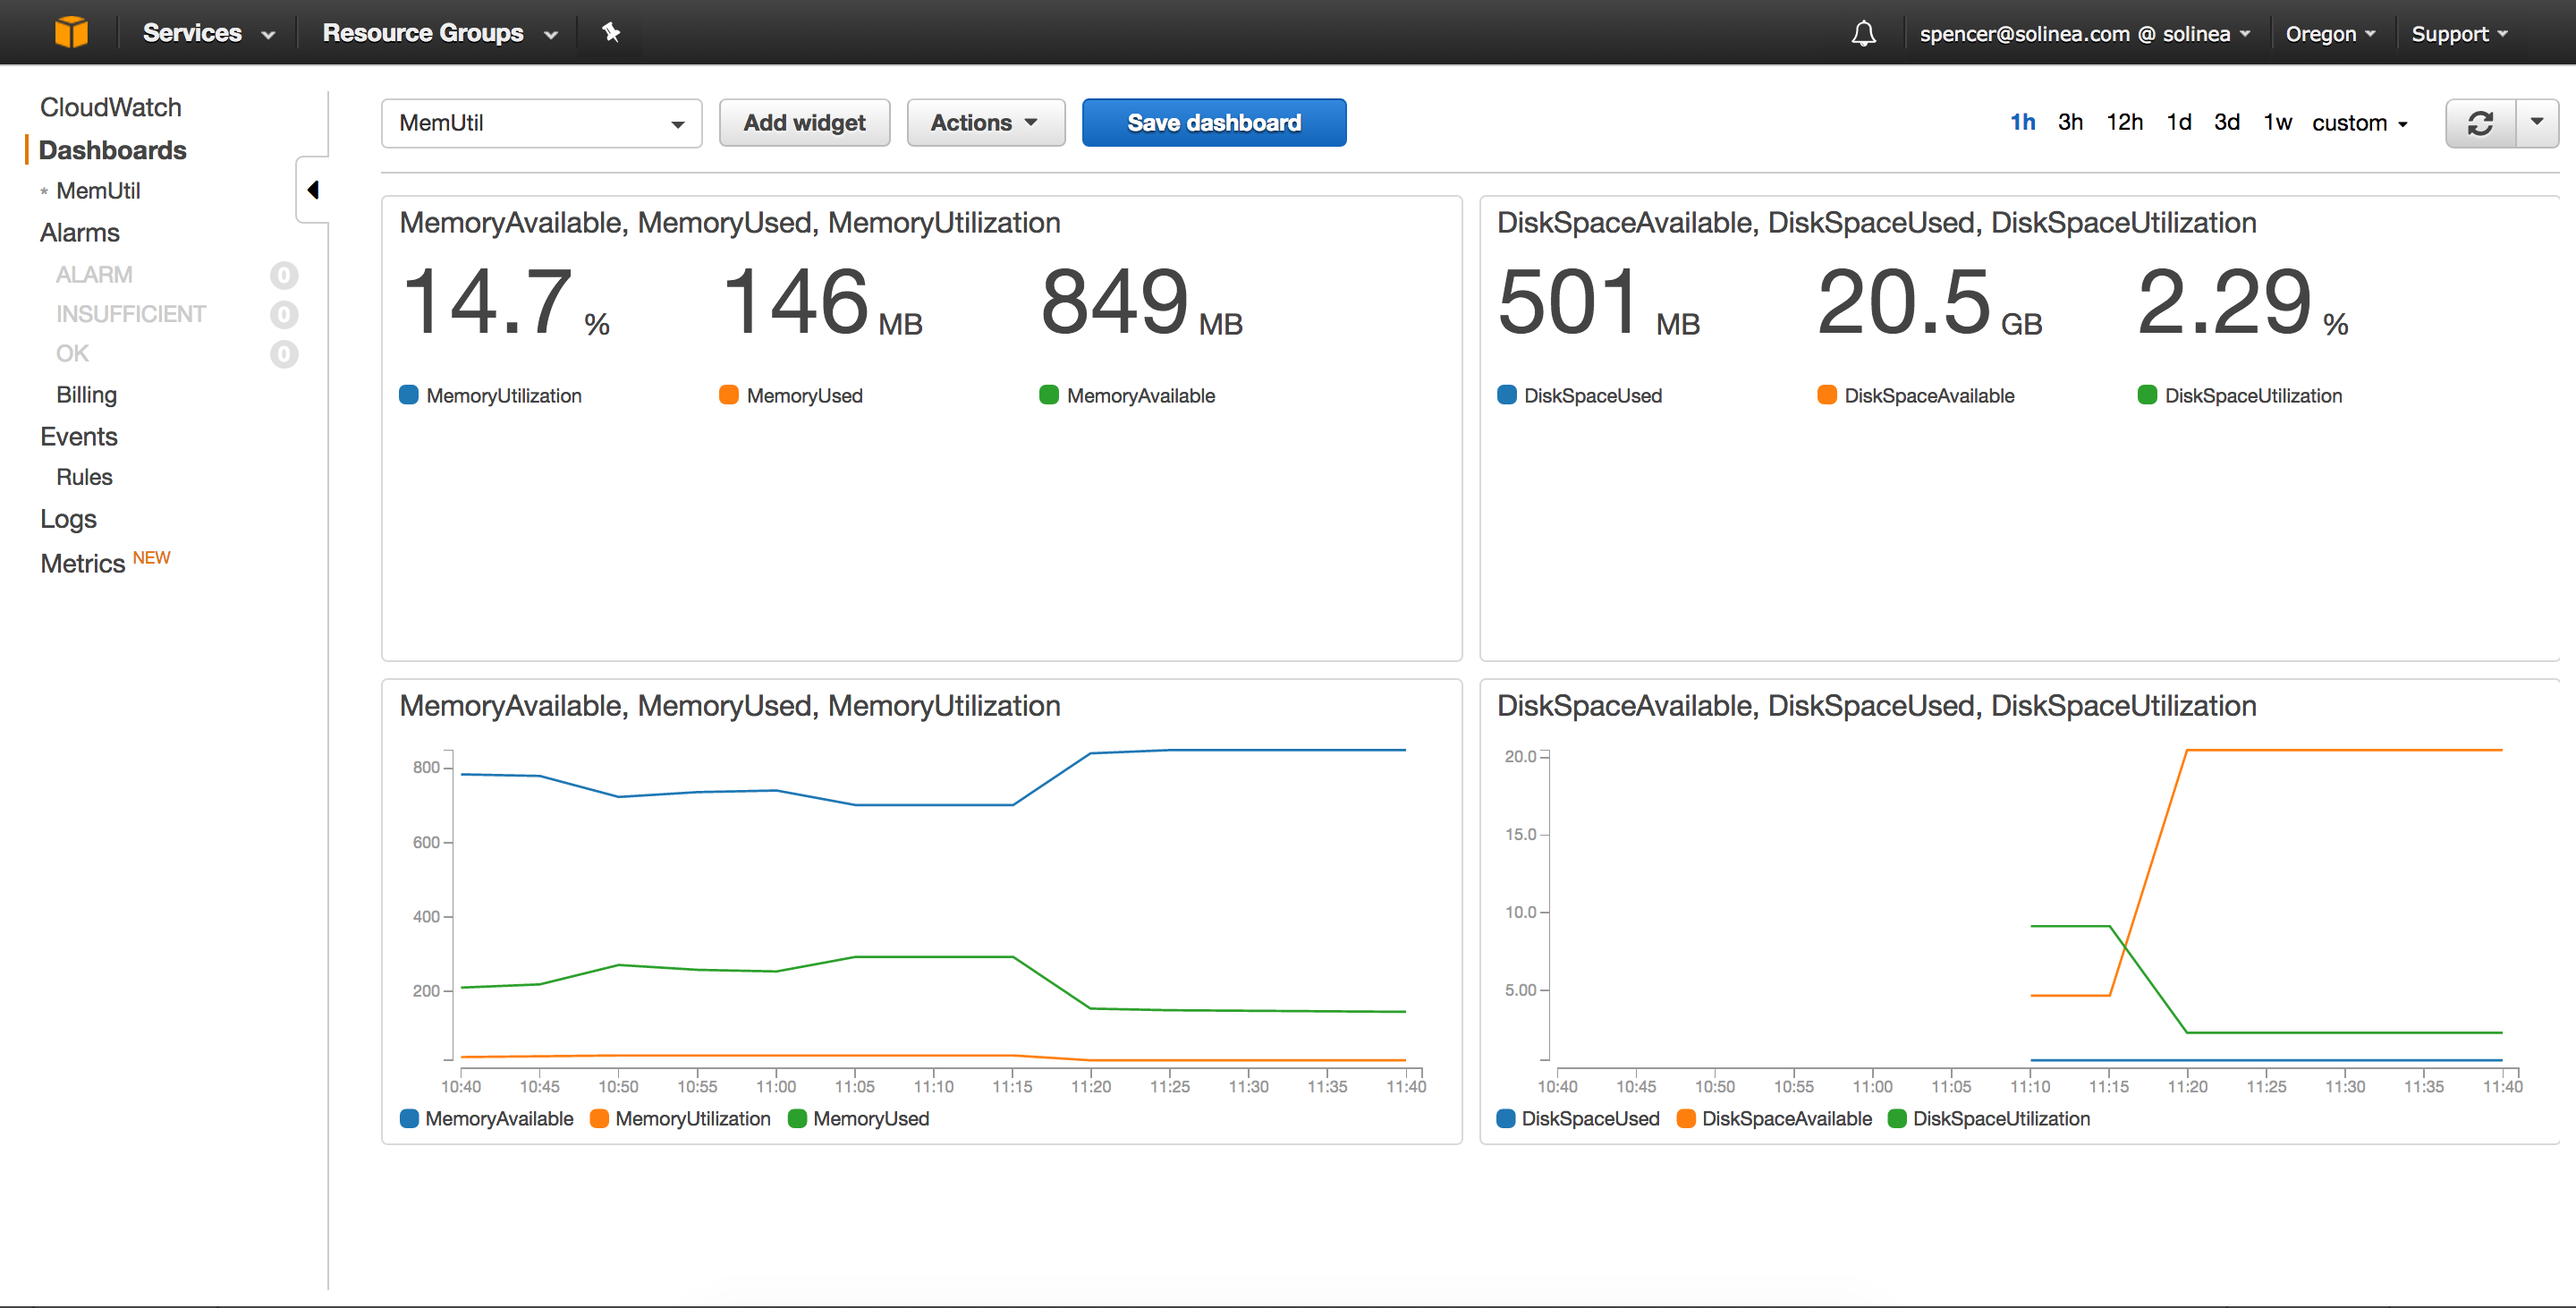 Services Resource Groups spencer@solinea.com @ solinea Oregon Support
CloudWatch
Dashboards
* MemUtil
Alarms
ALARM 0
INSUFFICIENT 0
OK 0
Billing
Events
Rules
Logs
Metrics NEW
MemUtil Add widget Actions Save dashboard 1h 3h 12h 1d 3d 1w custom
MemoryAvailable, MemoryUsed, MemoryUtilization
14.7 % 146 MB 849 MB
MemoryUtilization MemoryUsed MemoryAvailable
DiskSpaceAvailable, DiskSpaceUsed, DiskSpaceUtilization
501 MB 20.5 GB 2.29 %
DiskSpaceUsed DiskSpaceAvailable DiskSpaceUtilization
MemoryAvailable, MemoryUsed, MemoryUtilization
800
600
400
200
10:40 10:45 10:50 10:55 11:00 11:05 11:10 11:15 11:20 11:25 11:30 11:35 11:40
MemoryAvailable MemoryUtilization MemoryUsed
DiskSpaceAvailable, DiskSpaceUsed, DiskSpaceUtilization
20.0
15.0
10.0
5.00
10:40 10:45 10:50 10:55 11:00 11:05 11:10 11:15 11:20 11:25 11:30 11:35 11:40
DiskSpaceUsed DiskSpaceAvailable DiskSpaceUtilization